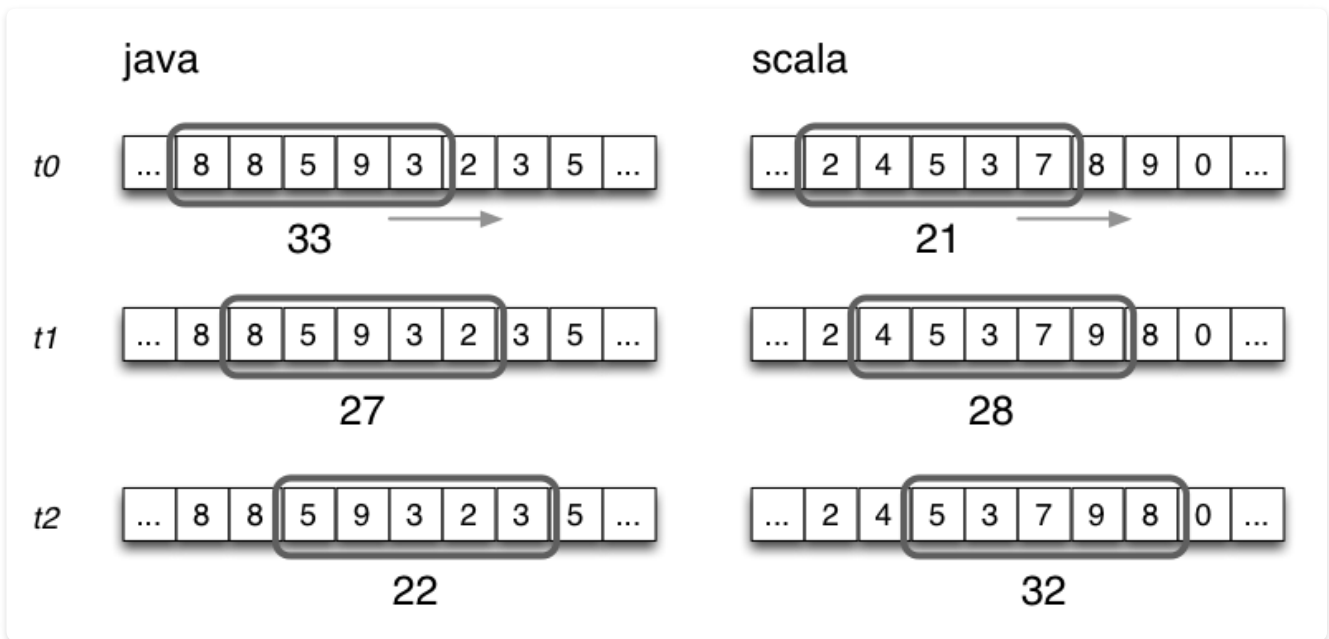 java scala
t0 ... 8 8 5 9 3 2 3 5 ... ... 2 4 5 3 7 8 9 0 ...
33 21
t1 ... 8 8 5 9 3 2 3 5 ... ... 2 4 5 3 7 9 8 0 ...
27 28
t2 ... 8 8 5 9 3 2 3 5 ... ... 2 4 5 3 7 9 8 0 ...
22 32